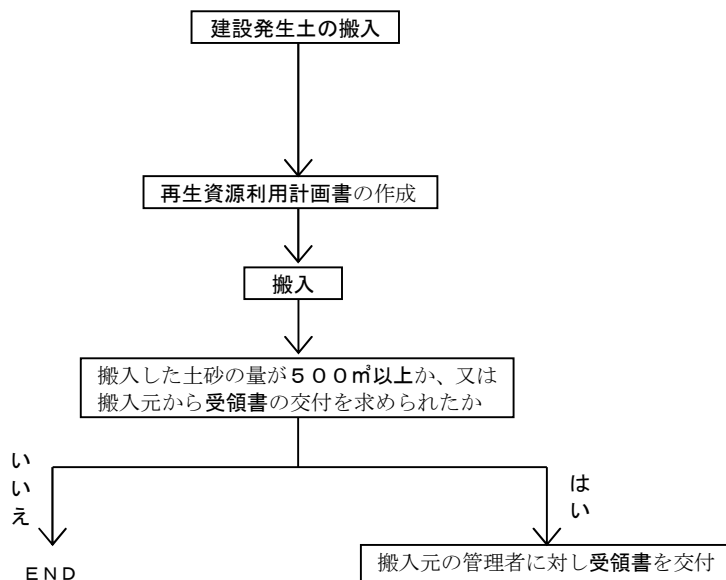 建設発生土の搬入
再生資源利用計画書の作成
搬入
搬入した土砂の量が５００㎥以上か、又は
搬入元から受領書の交付を求められたか
いいえ
はい
ＥＮＤ
搬入元の管理者に対し受領書を交付